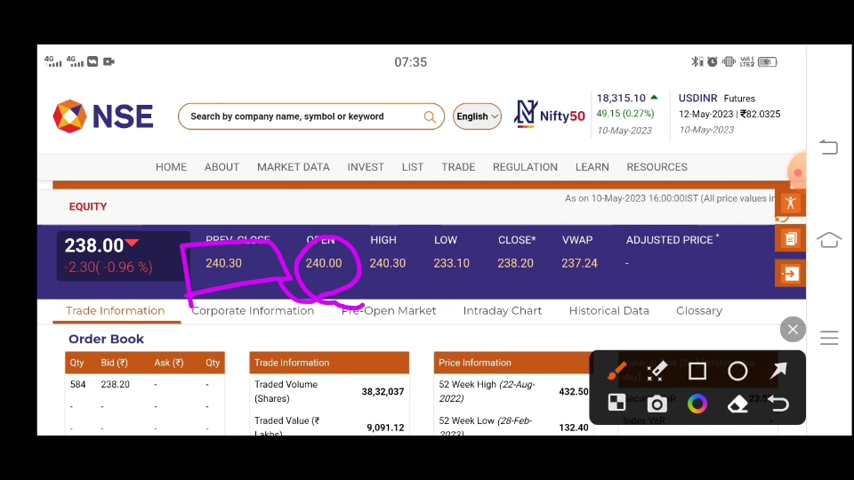 4G 4G 07:35
NSE Search by company name, symbol or keyword English Nifty50 18,315.10 USDINR Futures
49.15 (0.27%) 12-May-2023 | ₹82.0325
10-May-2023 10-May-2023
HOME ABOUT MARKET DATA INVEST LIST TRADE REGULATION LEARN RESOURCES
As on 10-May-2023 16:00:00IST (All price values in
EQUITY
238.00 PREV. CLOSE OPEN HIGH LOW CLOSE* VWAP ADJUSTED PRICE *
-2.30( -0.96 %) 240.30 240.00 240.30 233.10 238.20 237.24 -
Trade Information Corporate Information Pre-Open Market Intraday Chart Historical Data Glossary
Order Book
Qty Bid (₹) Ask (₹) Qty Trade Information Price Information
584 238.20 - - Traded Volume (Shares) 38,32,037 52 Week High (22-Aug-2022) 432.50
- - - -
- - - - Traded Value (₹ Lakhs) 9,091.12 52 Week Low (28-Feb-2023) 132.40
Index VaR